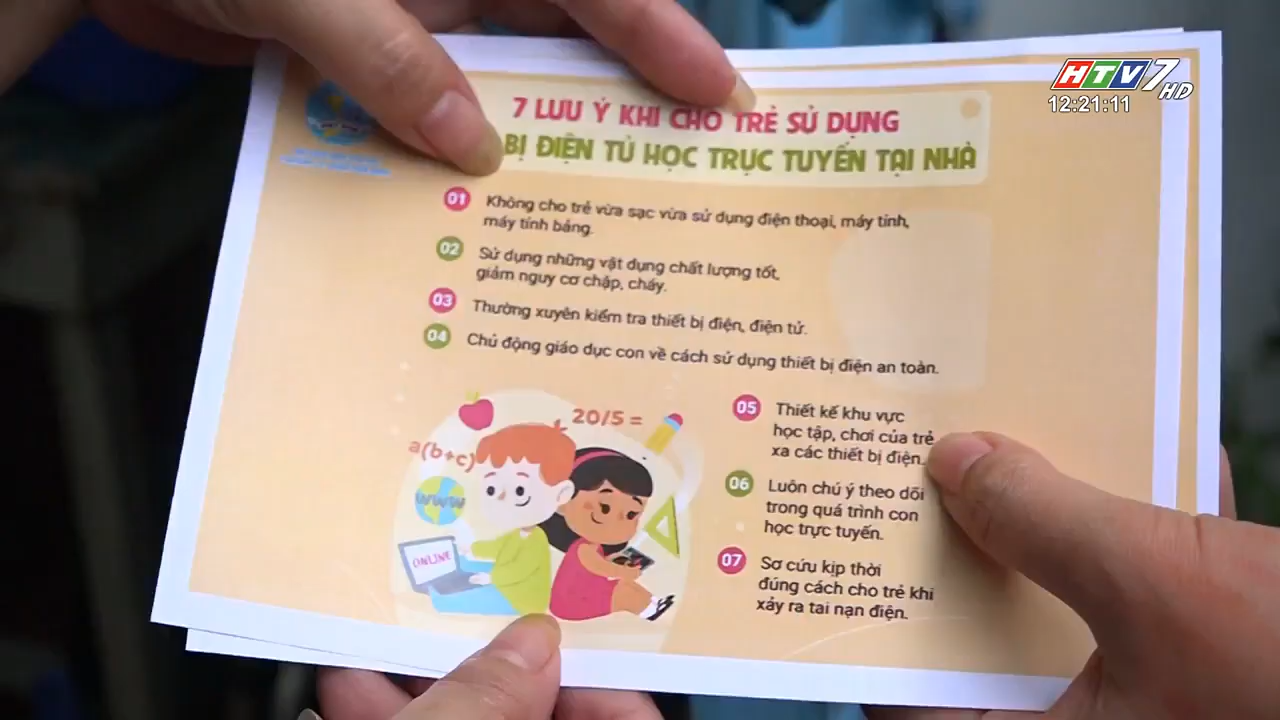 HTV7 HD
12:21:11
7 LƯU Ý KHI CHO TRẺ SỬ DỤNG
BỊ ĐIỆN TỬ HỌC TRỰC TUYẾN TẠI NHÀ
01 Không cho trẻ vừa sạc vừa sử dụng điện thoại, máy tính,
máy tính bảng.
02 Sử dụng những vật dụng chất lượng tốt,
giảm nguy cơ chập, cháy.
03 Thường xuyên kiểm tra thiết bị điện, điện tử.
04 Chủ động giáo dục con về cách sử dụng thiết bị điện an toàn.
20/5 =
a(b+c)
WWW
ONLINE
05 Thiết kế khu vực
học tập, chơi của trẻ
xa các thiết bị điện.
06 Luôn chú ý theo dõi
trong quá trình con
học trực tuyến.
07 Sơ cứu kịp thời
đúng cách cho trẻ khi
xảy ra tai nạn điện.